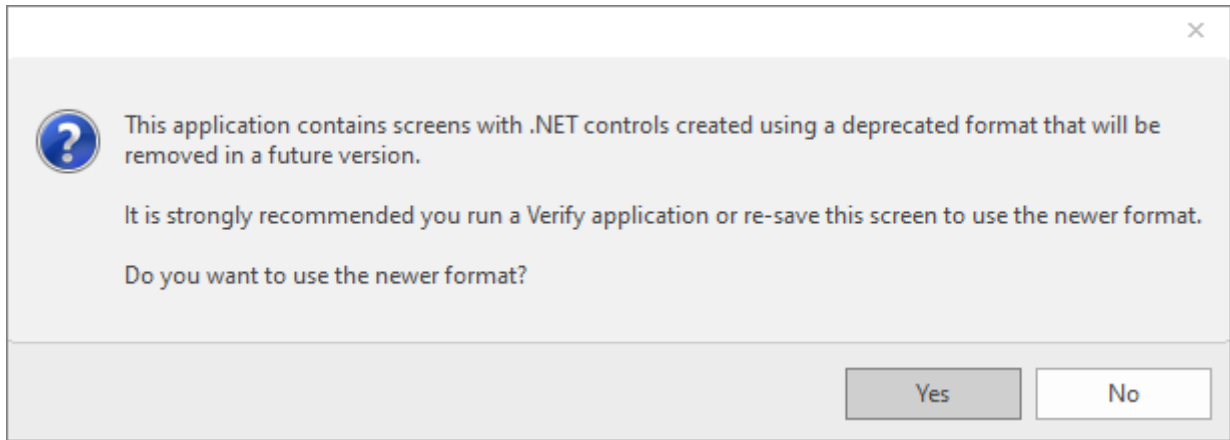 This application contains screens with .NET controls created using a deprecated format that will be
removed in a future version.
It is strongly recommended you run a Verify application or re-save this screen to use the newer format.
Do you want to use the newer format?
Yes No